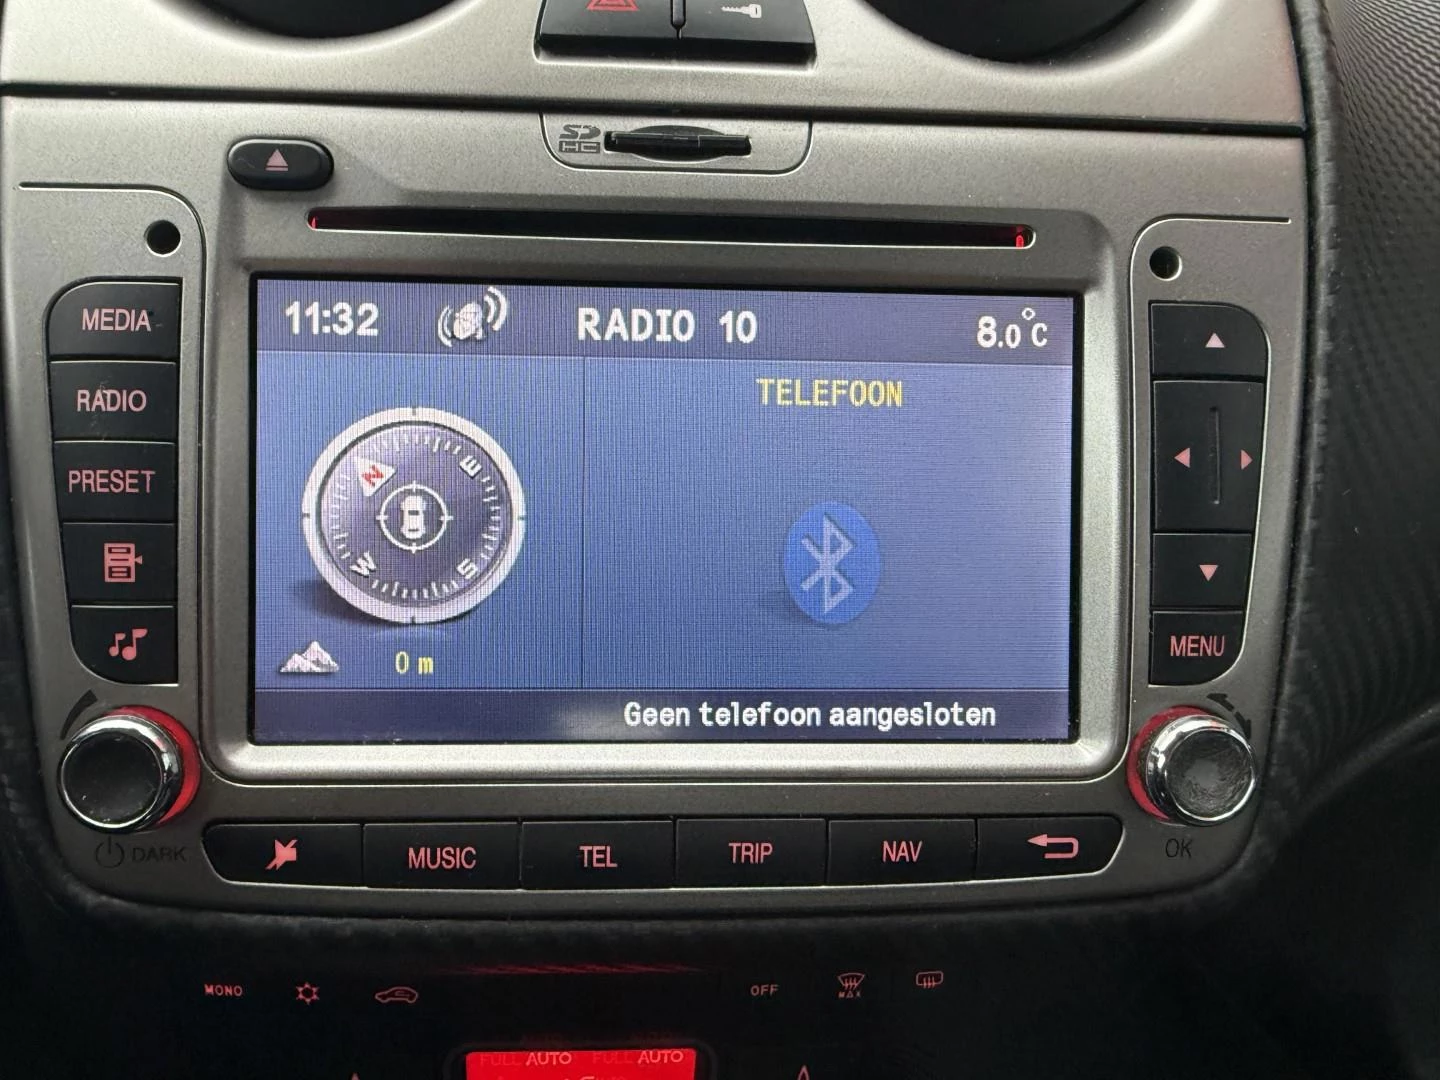 SD
HC
MEDIA
RADIO
PRESET
11:32 RADIO 10 8.0°C
TELEFOON
N
E
W
S
0 m
Geen telefoon aangesloten
MENU
DARK
OK
MUSIC TEL TRIP NAV
MONO
OFF
MAX
FULL AUTO FULL AUTO